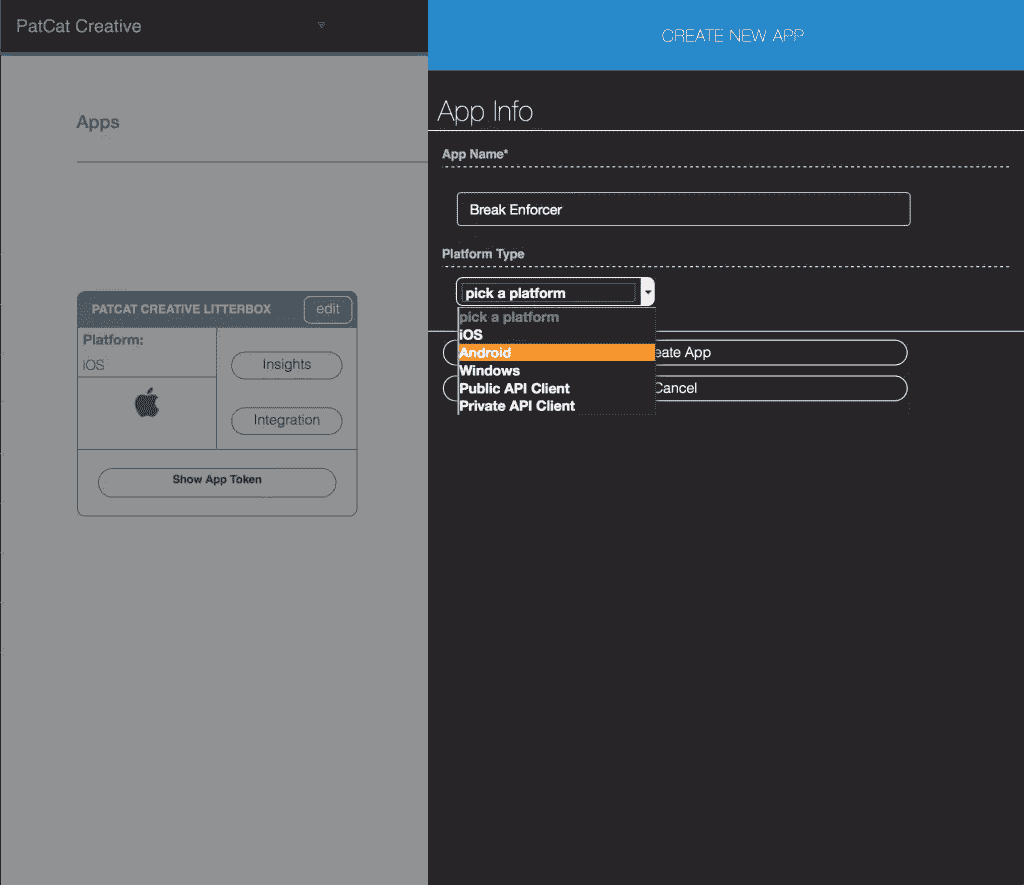 PatCat Creative
Apps
PATCAT CREATIVE LITTERBOX
edit
Platform:
iOS
Insights
Integration
Show App Token
CREATE NEW APP
App Info
App Name*
Break Enforcer
Platform Type
pick a platform
pick a platform
iOS
Android
Windows
Public API Client
Private API Client
eate App
Cancel